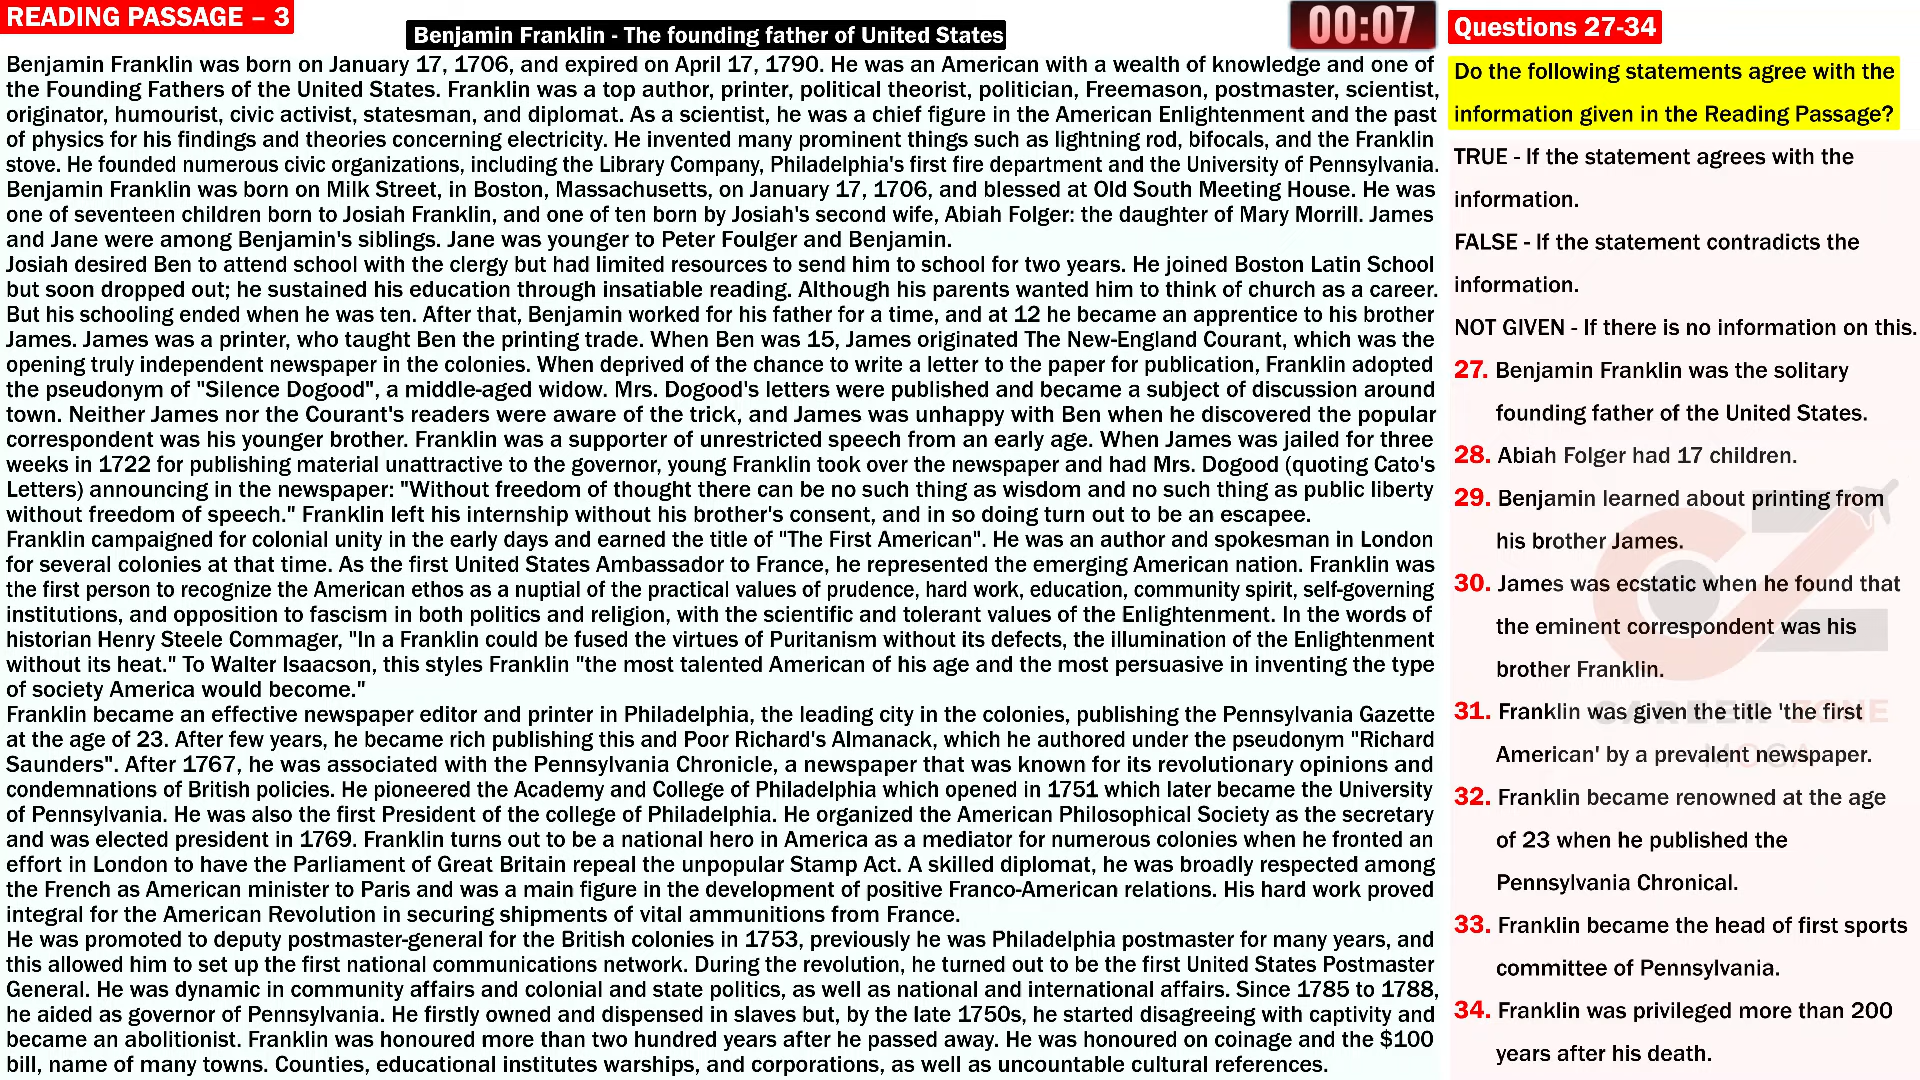 READING PASSAGE – 3
Benjamin Franklin - The founding father of United States
00:07
Benjamin Franklin was born on January 17, 1706, and expired on April 17, 1790. He was an American with a wealth of knowledge and one of
the Founding Fathers of the United States. Franklin was a top author, printer, political theorist, politician, Freemason, postmaster, scientist,
originator, humourist, civic activist, statesman, and diplomat. As a scientist, he was a chief figure in the American Enlightenment and the past
of physics for his findings and theories concerning electricity. He invented many prominent things such as lightning rod, bifocals, and the Franklin
stove. He founded numerous civic organizations, including the Library Company, Philadelphia's first fire department and the University of Pennsylvania.
Benjamin Franklin was born on Milk Street, in Boston, Massachusetts, on January 17, 1706, and blessed at Old South Meeting House. He was
one of seventeen children born to Josiah Franklin, and one of ten born by Josiah's second wife, Abiah Folger: the daughter of Mary Morrill. James
and Jane were among Benjamin's siblings. Jane was younger to Peter Foulger and Benjamin.
Josiah desired Ben to attend school with the clergy but had limited resources to send him to school for two years. He joined Boston Latin School
but soon dropped out; he sustained his education through insatiable reading. Although his parents wanted him to think of church as a career.
But his schooling ended when he was ten. After that, Benjamin worked for his father for a time, and at 12 he became an apprentice to his brother
James. James was a printer, who taught Ben the printing trade. When Ben was 15, James originated The New-England Courant, which was the
opening truly independent newspaper in the colonies. When deprived of the chance to write a letter to the paper for publication, Franklin adopted
the pseudonym of "Silence Dogood", a middle-aged widow. Mrs. Dogood's letters were published and became a subject of discussion around
town. Neither James nor the Courant's readers were aware of the trick, and James was unhappy with Ben when he discovered the popular
correspondent was his younger brother. Franklin was a supporter of unrestricted speech from an early age. When James was jailed for three
weeks in 1722 for publishing material unattractive to the governor, young Franklin took over the newspaper and had Mrs. Dogood (quoting Cato's
Letters) announcing in the newspaper: "Without freedom of thought there can be no such thing as wisdom and no such thing as public liberty
without freedom of speech." Franklin left his internship without his brother's consent, and in so doing turn out to be an escapee.
Franklin campaigned for colonial unity in the early days and earned the title of "The First American". He was an author and spokesman in London
for several colonies at that time. As the first United States Ambassador to France, he represented the emerging American nation. Franklin was
the first person to recognize the American ethos as a nuptial of the practical values of prudence, hard work, education, community spirit, self-governing
institutions, and opposition to fascism in both politics and religion, with the scientific and tolerant values of the Enlightenment. In the words of
historian Henry Steele Commager, "In a Franklin could be fused the virtues of Puritanism without its defects, the illumination of the Enlightenment
without its heat." To Walter Isaacson, this styles Franklin "the most talented American of his age and the most persuasive in inventing the type
of society America would become."
Franklin became an effective newspaper editor and printer in Philadelphia, the leading city in the colonies, publishing the Pennsylvania Gazette
at the age of 23. After few years, he became rich publishing this and Poor Richard's Almanack, which he authored under the pseudonym "Richard
Saunders". After 1767, he was associated with the Pennsylvania Chronicle, a newspaper that was known for its revolutionary opinions and
condemnations of British policies. He pioneered the Academy and College of Philadelphia which opened in 1751 which later became the University
of Pennsylvania. He was also the first President of the college of Philadelphia. He organized the American Philosophical Society as the secretary
and was elected president in 1769. Franklin turns out to be a national hero in America as a mediator for numerous colonies when he fronted an
effort in London to have the Parliament of Great Britain repeal the unpopular Stamp Act. A skilled diplomat, he was broadly respected among
the French as American minister to Paris and was a main figure in the development of positive Franco-American relations. His hard work proved
integral for the American Revolution in securing shipments of vital ammunitions from France.
He was promoted to deputy postmaster-general for the British colonies in 1753, previously he was Philadelphia postmaster for many years, and
this allowed him to set up the first national communications network. During the revolution, he turned out to be the first United States Postmaster
General. He was dynamic in community affairs and colonial and state politics, as well as national and international affairs. Since 1785 to 1788,
he aided as governor of Pennsylvania. He firstly owned and dispensed in slaves but, by the late 1750s, he started disagreeing with captivity and
became an abolitionist. Franklin was honoured more than two hundred years after he passed away. He was honoured on coinage and the $100
bill, name of many towns. Counties, educational institutes warships, and corporations, as well as uncountable cultural references.
Questions 27-34
Do the following statements agree with the
information given in the Reading Passage?
TRUE - If the statement agrees with the
information.
FALSE - If the statement contradicts the
information.
NOT GIVEN - If there is no information on this.
27. Benjamin Franklin was the solitary
founding father of the United States.
28. Abiah Folger had 17 children.
29. Benjamin learned about printing from
his brother James.
30. James was ecstatic when he found that
the eminent correspondent was his
brother Franklin.
31. Franklin was given the title 'the first
American' by a prevalent newspaper.
32. Franklin became renowned at the age
of 23 when he published the
Pennsylvania Chronical.
33. Franklin became the head of first sports
committee of Pennsylvania.
34. Franklin was privileged more than 200
years after his death.
CAREER ZONE
MOGA